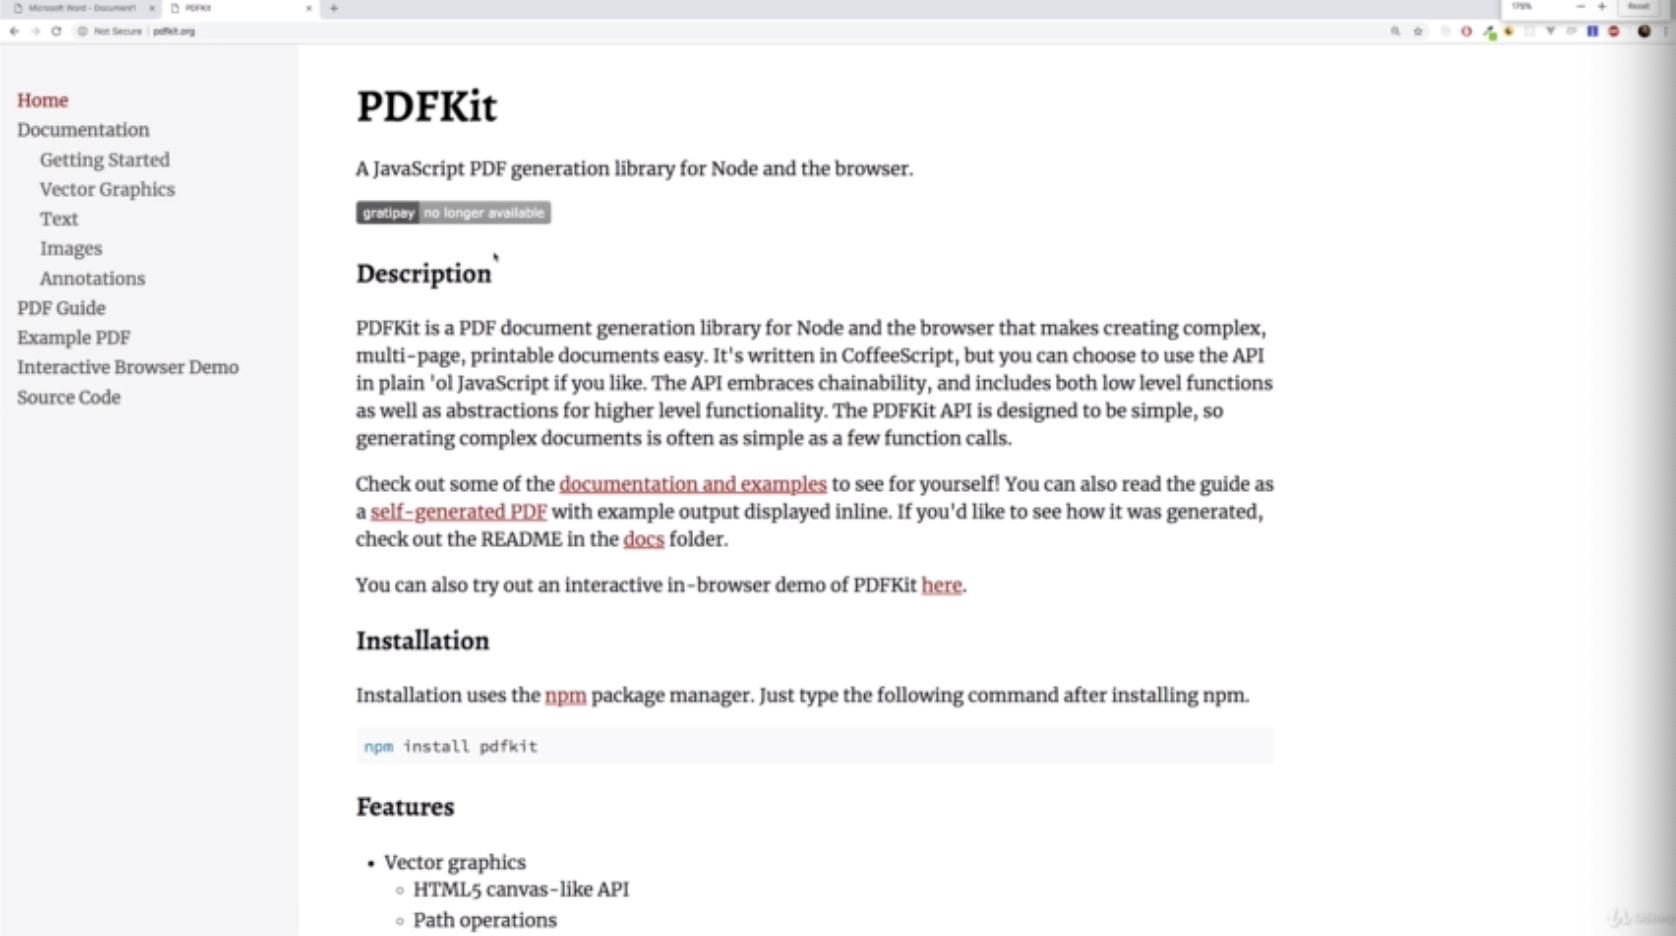 Microsoft Word - Document1
PDFKit
175%
Reset
Not Secure | pdfkit.org
Home
Documentation
Getting Started
Vector Graphics
Text
Images
Annotations
PDF Guide
Example PDF
Interactive Browser Demo
Source Code
PDFKit
A JavaScript PDF generation library for Node and the browser.
gratipay no longer available
Description
PDFKit is a PDF document generation library for Node and the browser that makes creating complex,
multi-page, printable documents easy. It's written in CoffeeScript, but you can choose to use the API
in plain 'ol JavaScript if you like. The API embraces chainability, and includes both low level functions
as well as abstractions for higher level functionality. The PDFKit API is designed to be simple, so
generating complex documents is often as simple as a few function calls.
Check out some of the documentation and examples to see for yourself! You can also read the guide as
a self-generated PDF with example output displayed inline. If you'd like to see how it was generated,
check out the README in the docs folder.
You can also try out an interactive in-browser demo of PDFKit here.
Installation
Installation uses the npm package manager. Just type the following command after installing npm.
npm install pdfkit
Features
• Vector graphics
◦ HTML5 canvas-like API
◦ Path operations
Udemy